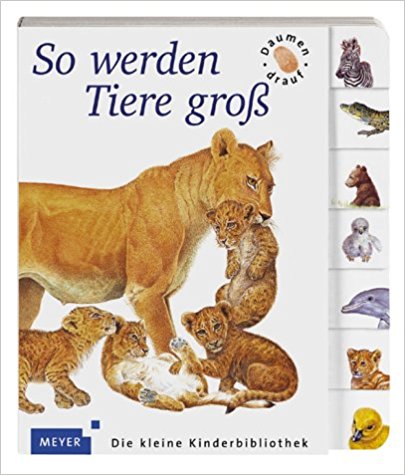 So werden
Tiere groß
Daumen
drauf
MEYER
Die kleine Kinderbibliothek